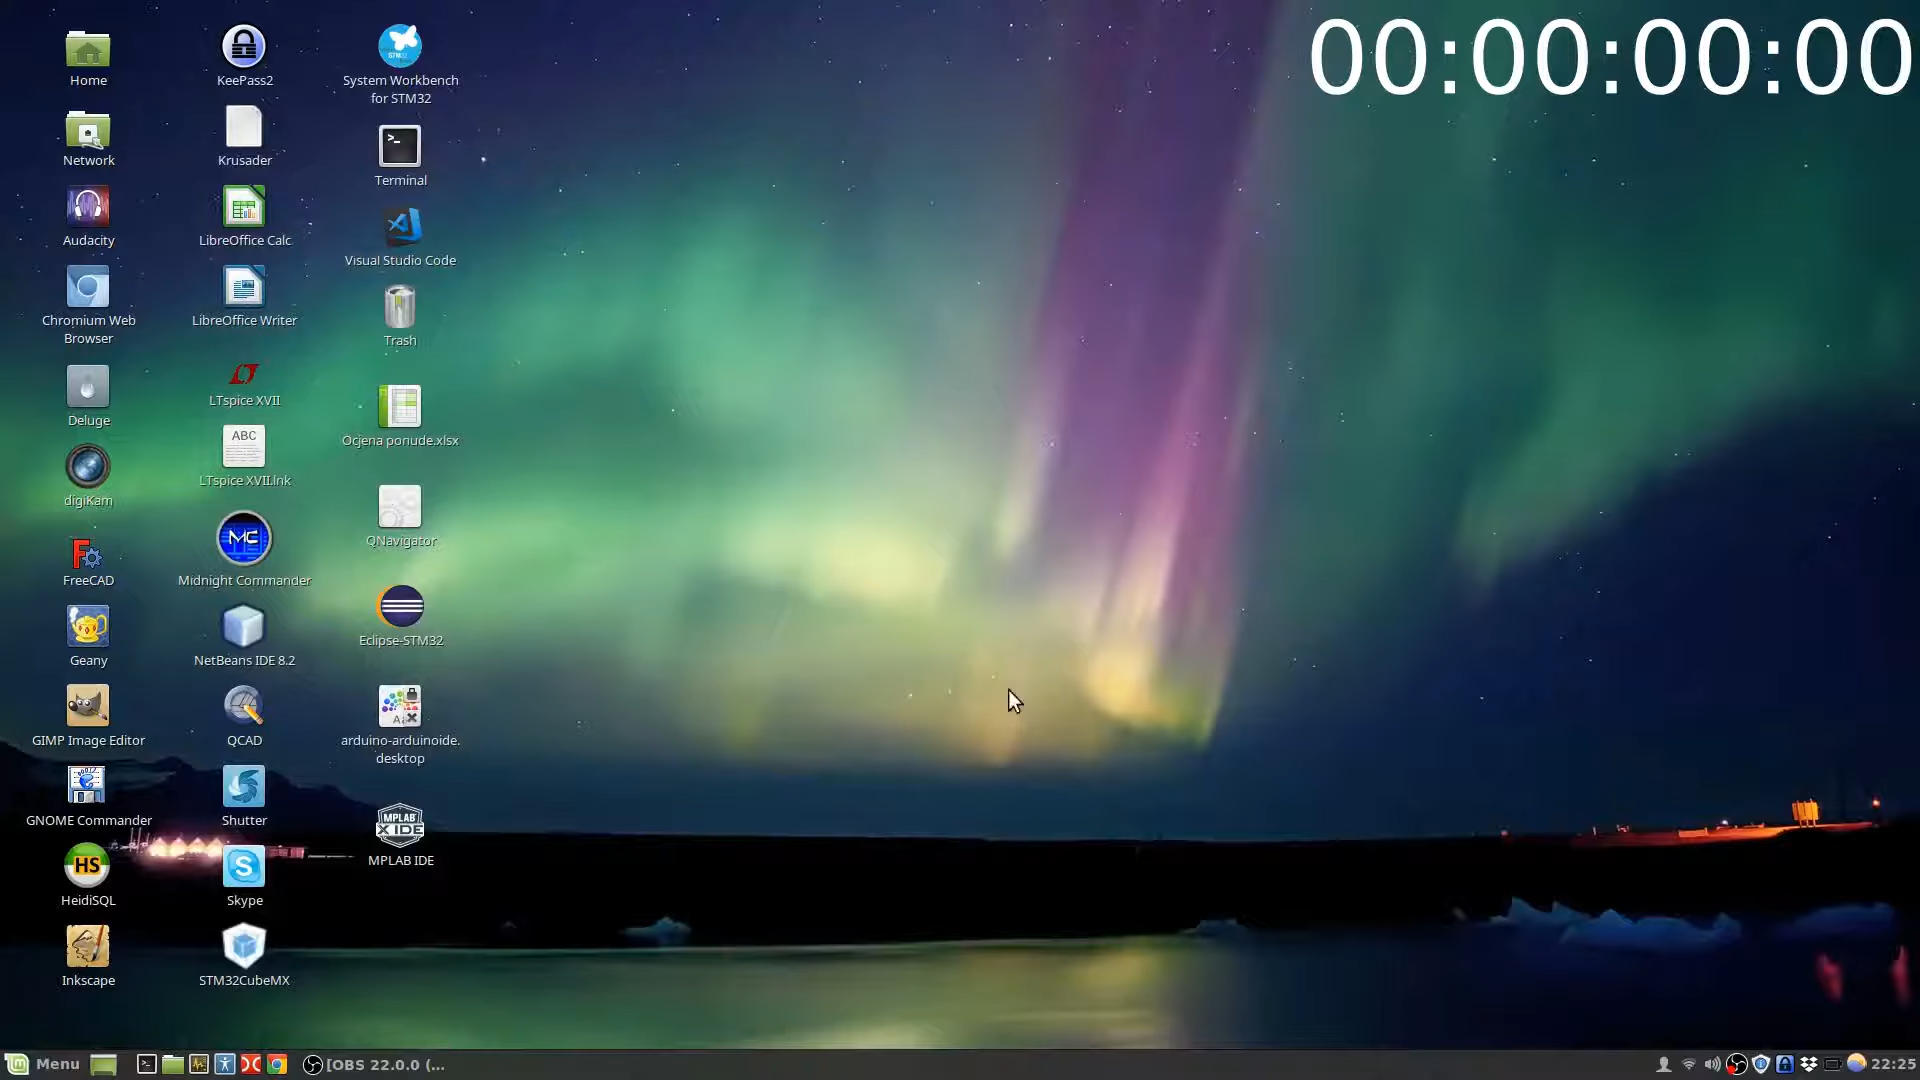 00:00:00:00
Home
Network
Audacity
Chromium Web
Browser
Deluge
digiKam
FreeCAD
Geany
GIMP Image Editor
GNOME Commander
HS
HeidiSQL
Inkscape
KeePass2
Krusader
LibreOffice Calc
LibreOffice Writer
LTspice XVII
ABC
LTspice XVII.lnk
MC
Midnight Commander
NetBeans IDE 8.2
QCAD
Shutter
S
Skype
STM32CubeMX
STM32
System Workbench
for STM32
>_
Terminal
Visual Studio Code
Trash
Ocjena ponude.xlsx
QNavigator
Eclipse-STM32
Aa
arduino-arduinoide.
desktop
MPLAB
X IDE
MPLAB IDE
Menu
[OBS 22.0.0 (...
22:25